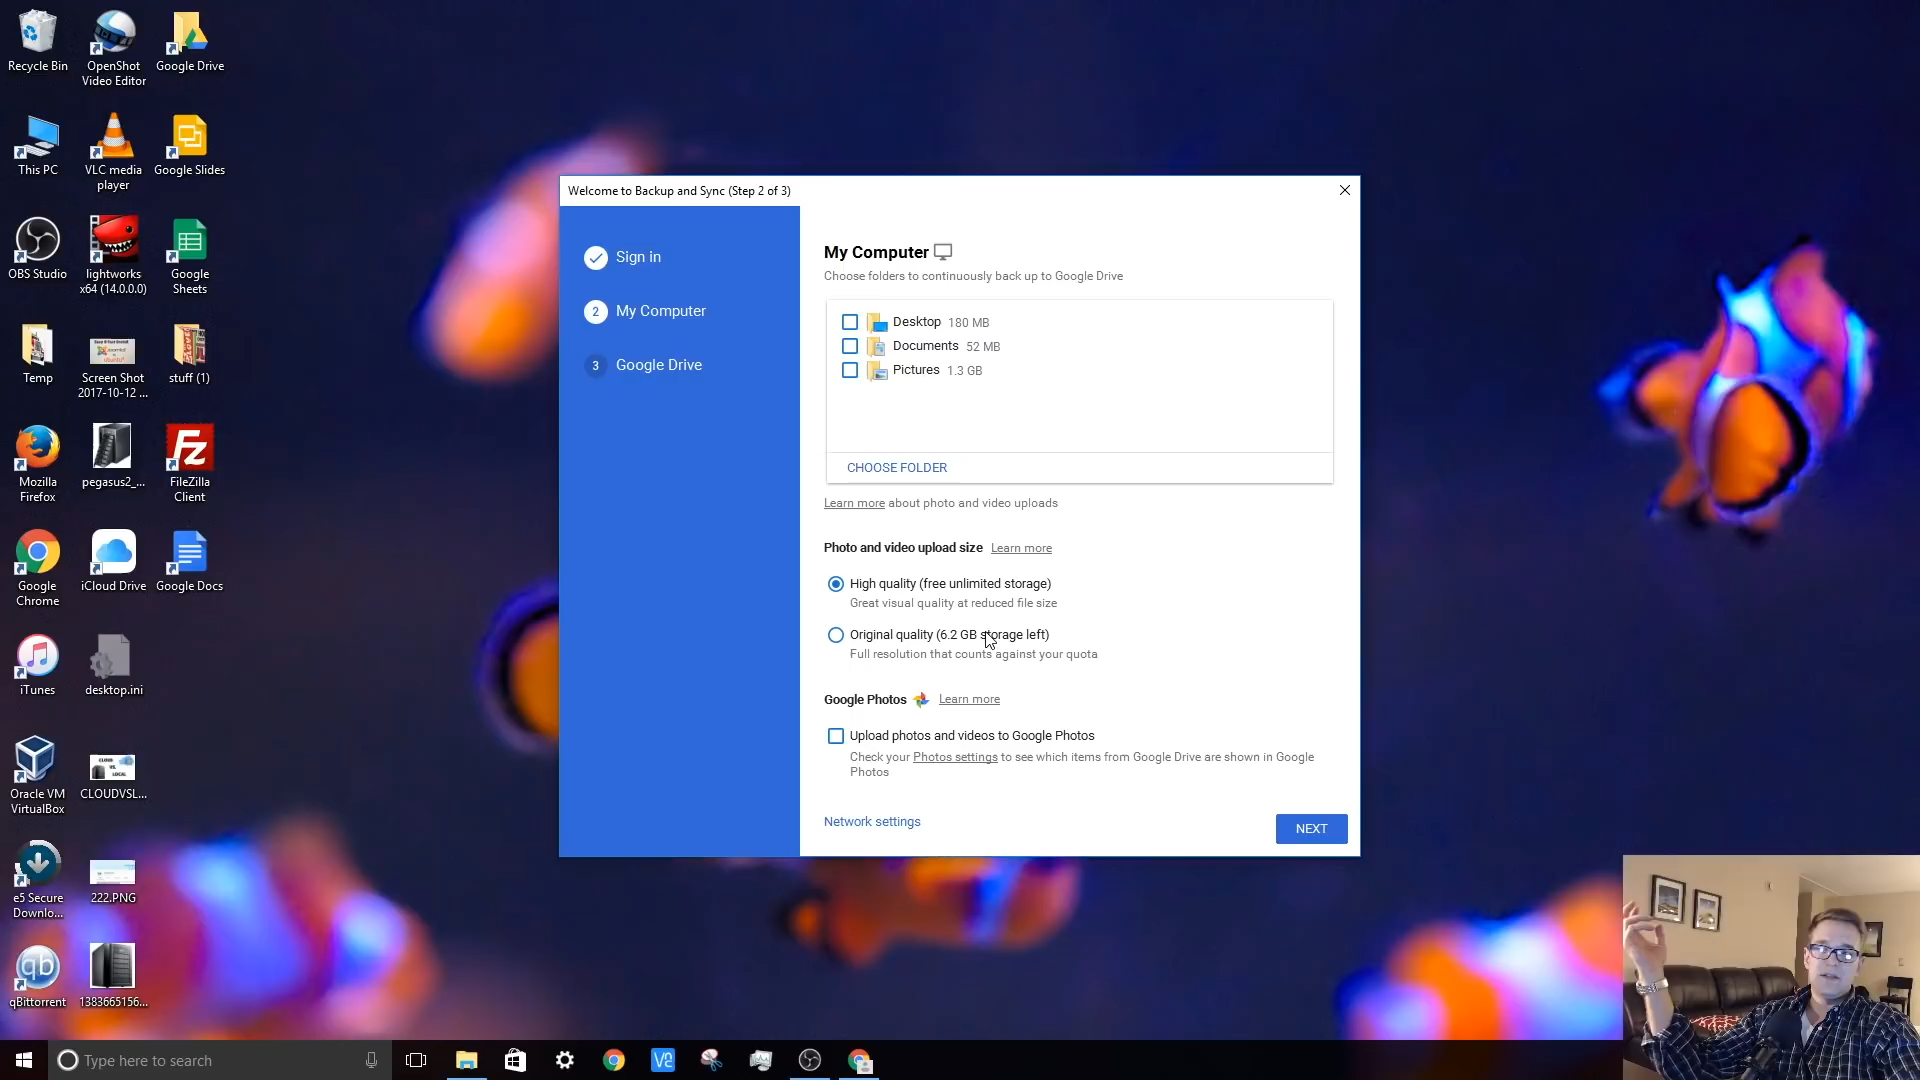 Recycle Bin
OpenShot
Video Editor
Google Drive
This PC
VLC media
player
Google Slides
OBS Studio
lightworks
x64 (14.0.0.0)
Google
Sheets
Temp
Screen Shot
2017-10-12 ...
stuff (1)
Mozilla
Firefox
pegasus2_...
FileZilla
Client
Google
Chrome
iCloud Drive
Google Docs
iTunes
desktop.ini
Oracle VM
VirtualBox
CLOUD
VS.
LOCAL
CLOUDVSL...
e5 Secure
Downlo...
222.PNG
qb
qBittorrent
1383665156...
Welcome to Backup and Sync (Step 2 of 3)
Sign in
2 My Computer
3 Google Drive
My Computer
Choose folders to continuously back up to Google Drive
Desktop 180 MB
Documents 52 MB
Pictures 1.3 GB
CHOOSE FOLDER
Learn more about photo and video uploads
Photo and video upload size Learn more
High quality (free unlimited storage)
Great visual quality at reduced file size
Original quality (6.2 GB storage left)
Full resolution that counts against your quota
Google Photos Learn more
Upload photos and videos to Google Photos
Check your Photos settings to see which items from Google Drive are shown in Google
Photos
Network settings
NEXT
Type here to search